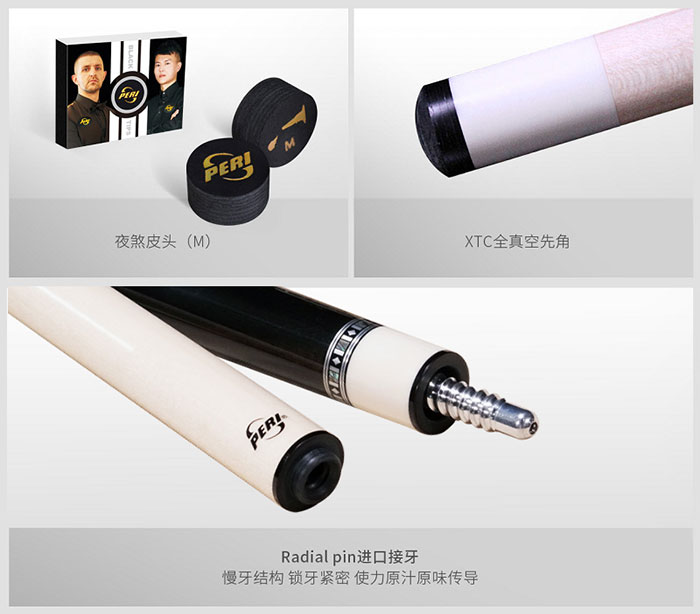 BLACK
TIPS
PERI
PERI
M
夜煞皮头（M）
XTC全真空先角
PERI®
Radial pin进口接牙
慢牙结构 锁牙紧密 使力原汁原味传导